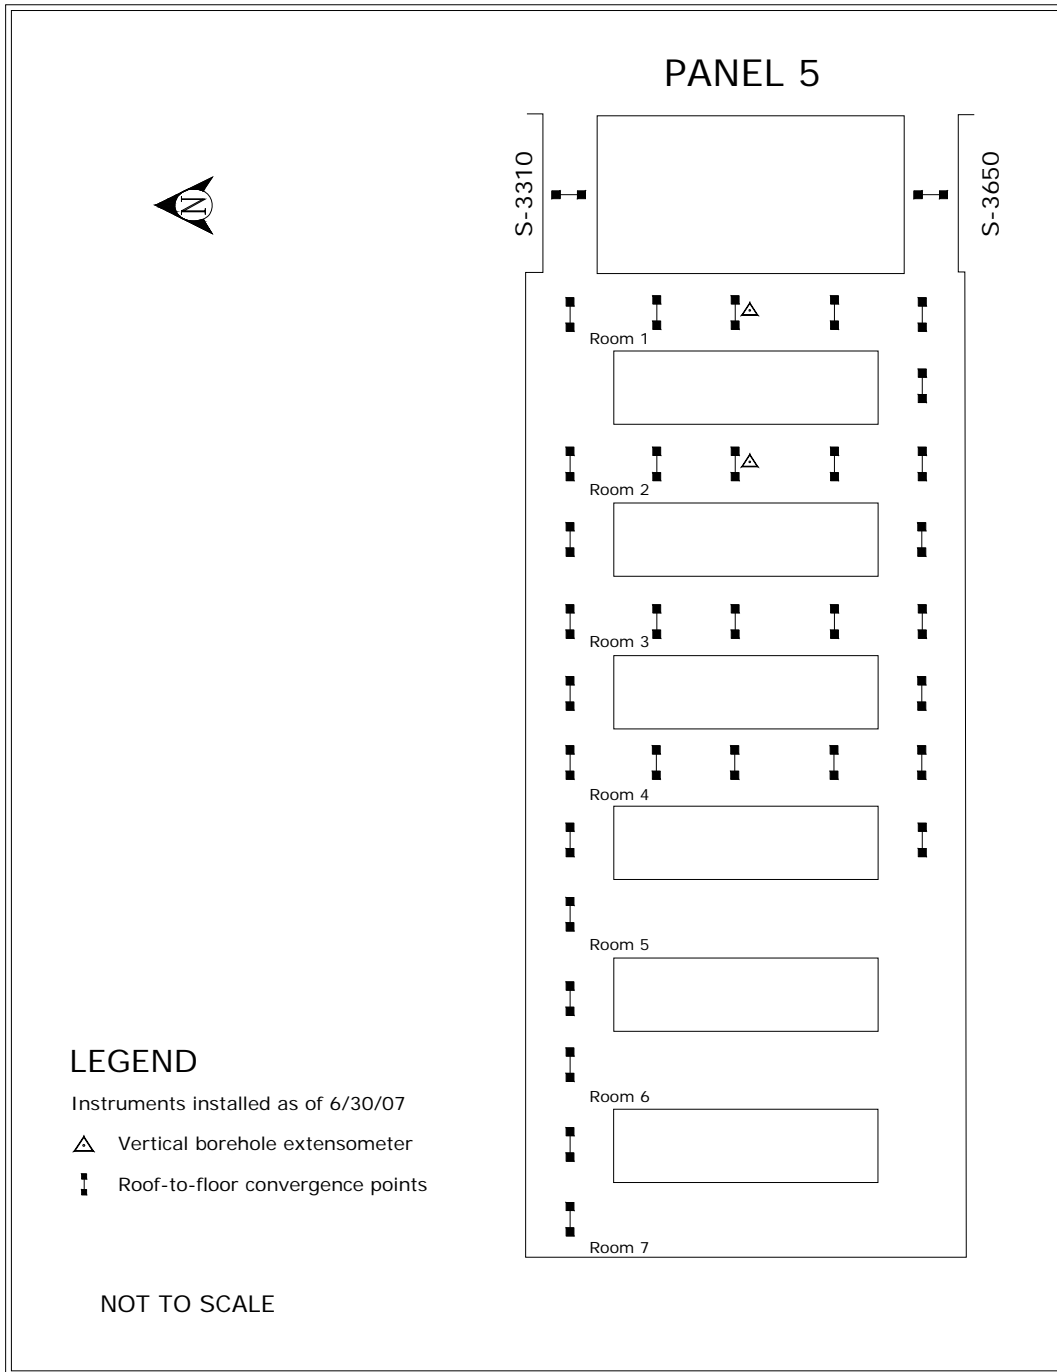 PANEL 5
S-3310
S-3650
N
Room 1
Room 2
Room 3
Room 4
Room 5
Room 6
Room 7
LEGEND
Instruments installed as of 6/30/07
Vertical borehole extensometer
Roof-to-floor convergence points
NOT TO SCALE